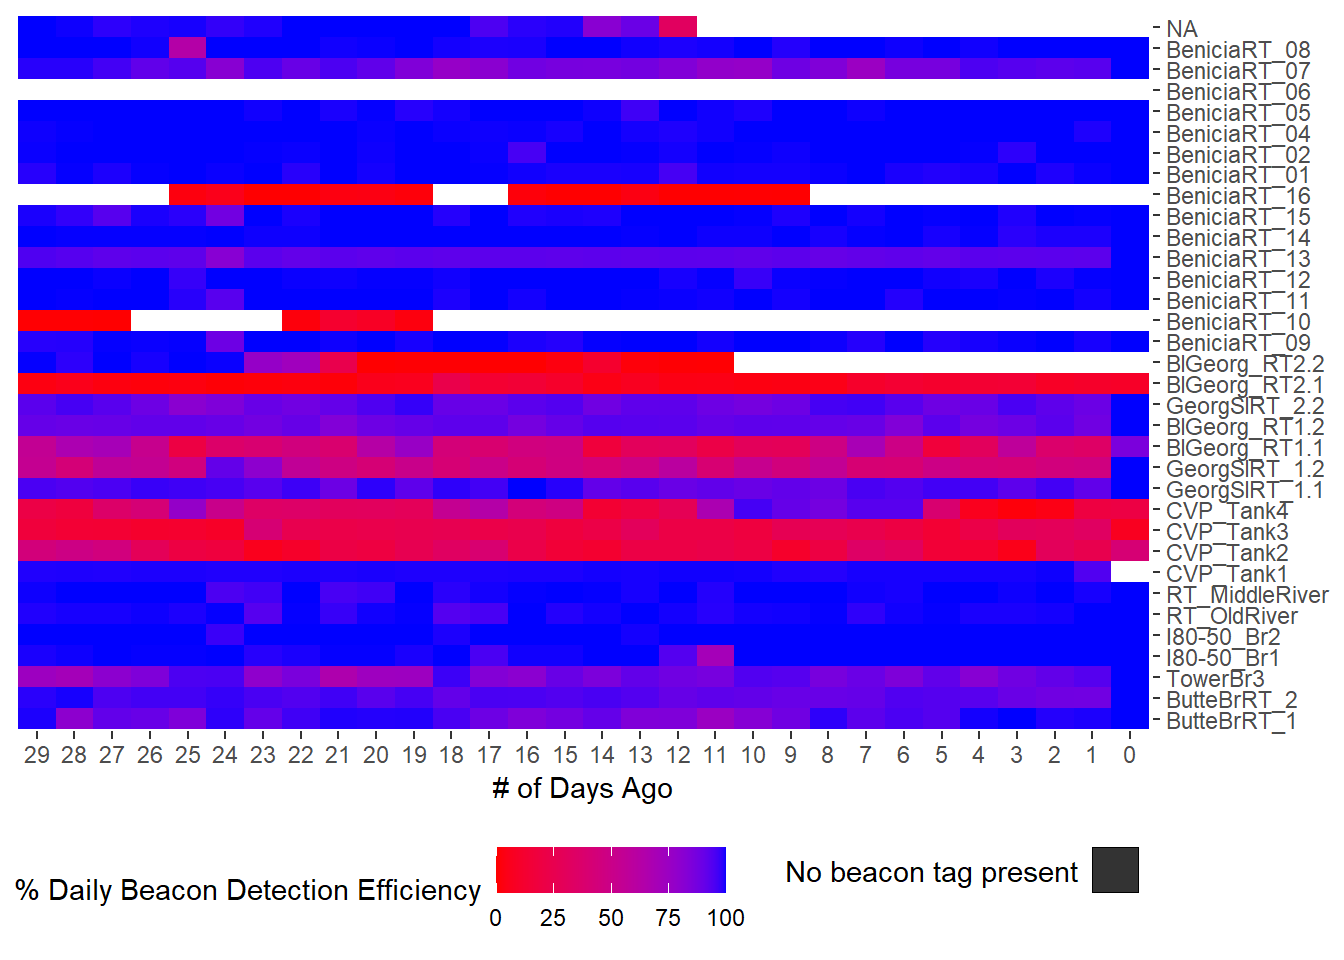 NA
BeniciaRT_08
BeniciaRT_07
BeniciaRT_06
BeniciaRT_05
BeniciaRT_04
BeniciaRT_02
BeniciaRT_01
BeniciaRT_16
BeniciaRT_15
BeniciaRT_14
BeniciaRT_13
BeniciaRT_12
BeniciaRT_11
BeniciaRT_10
BeniciaRT_09
BlGeorg_RT2.2
BlGeorg_RT2.1
GeorgSlRT_2.2
BlGeorg_RT1.2
BlGeorg_RT1.1
GeorgSlRT_1.2
GeorgSlRT_1.1
CVP_Tank4
CVP_Tank3
CVP_Tank2
CVP_Tank1
RT_MiddleRiver
RT_OldRiver
I80-50_Br2
I80-50_Br1
TowerBr3
ButteBrRT_2
ButteBrRT_1
29 28 27 26 25 24 23 22 21 20 19 18 17 16 15 14 13 12 11 10 9 8 7 6 5 4 3 2 1 0
# of Days Ago
% Daily Beacon Detection Efficiency
0 25 50 75 100
No beacon tag present